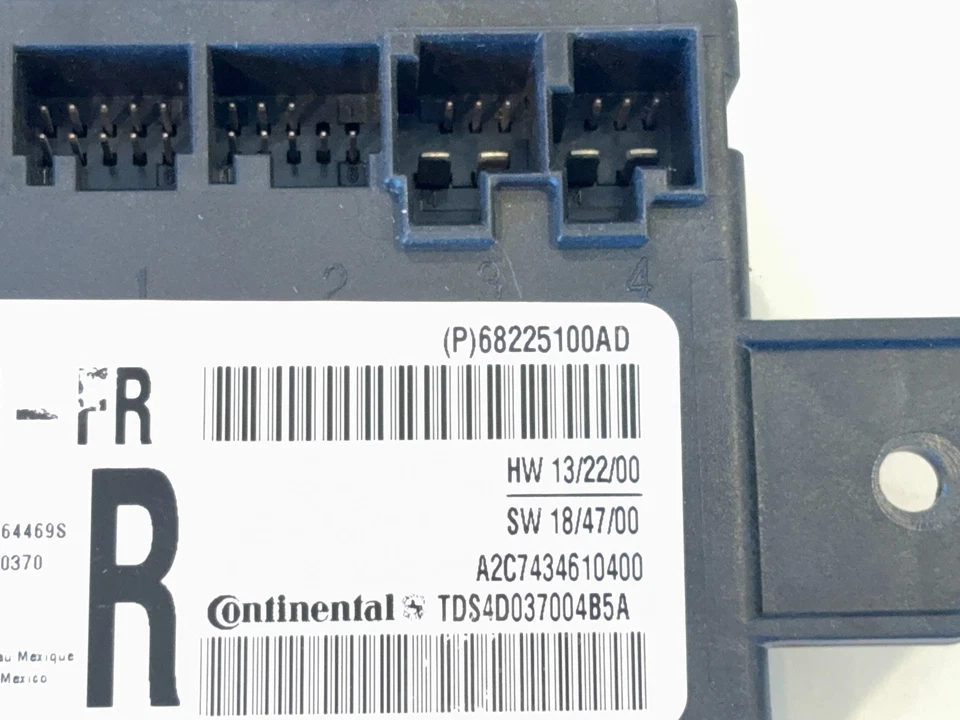 1 2 3 4
(P)68225100AD
-FR
HW 13/22/00
R
SW 18/47/00
64469S
0370
A2C7434610400
Continental TDS4D037004B5A
au Mexique
Mexico